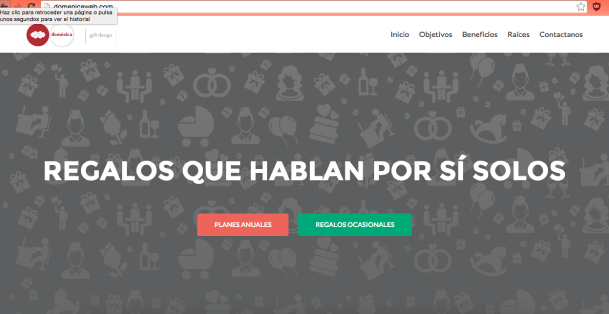 domenicaweb.com
Haz clic para retroceder una página o pulsa
unos segundos para ver el historial
doménica
gift design
Inicio Objetivos Beneficios Raíces Contactanos
REGALOS QUE HABLAN POR SÍ SOLOS
PLANES ANUALES REGALOS OCASIONALES